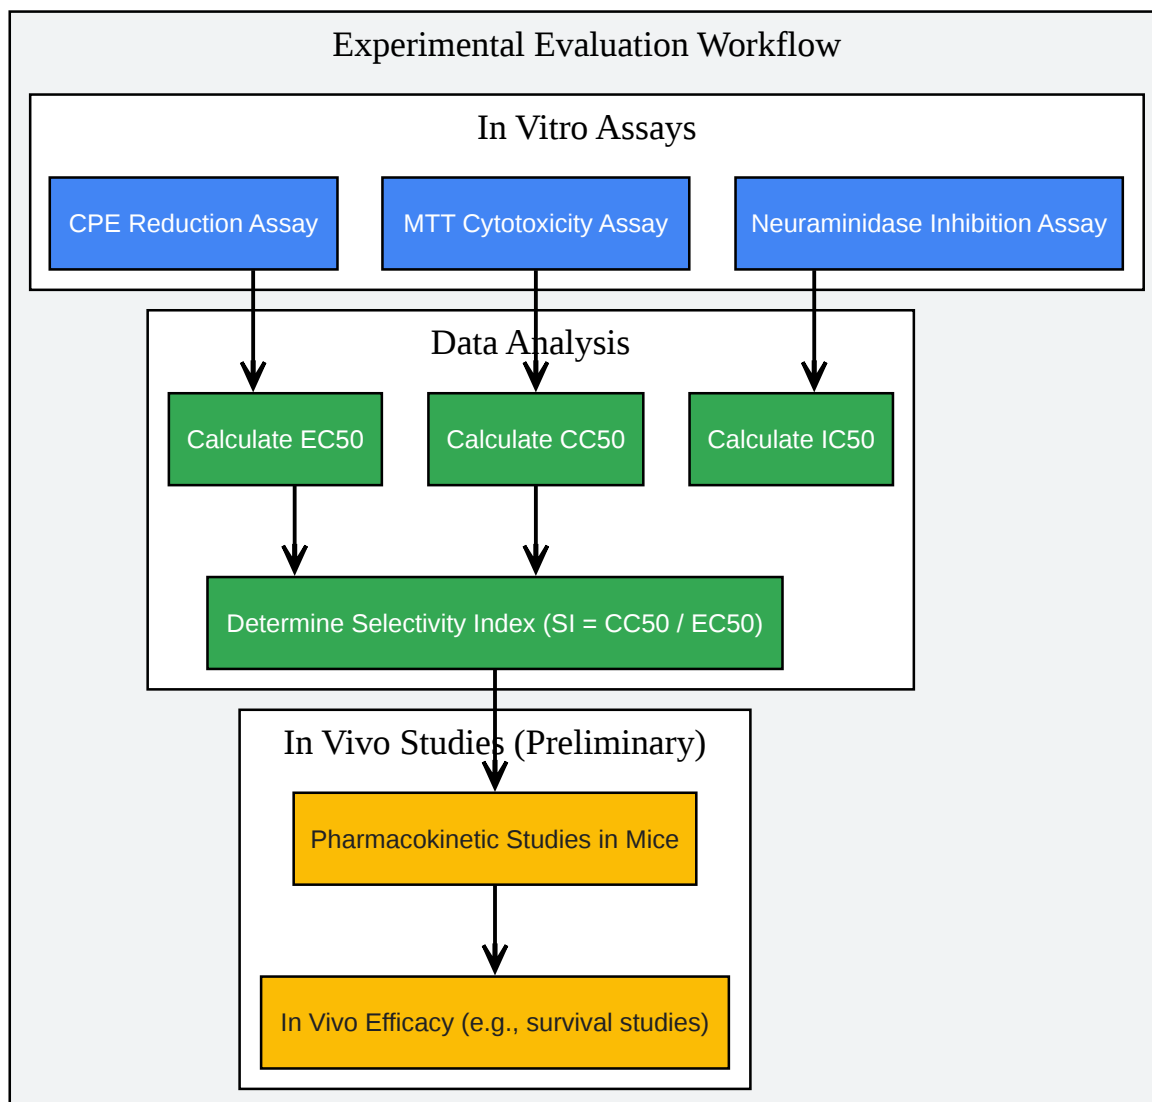 Experimental Evaluation Workflow
In Vitro Assays
CPE Reduction Assay
MTT Cytotoxicity Assay
Neuraminidase Inhibition Assay
Data Analysis
Calculate EC50
Calculate CC50
Calculate IC50
Determine Selectivity Index (SI = CC50 / EC50)
In Vivo Studies (Preliminary)
Pharmacokinetic Studies in Mice
In Vivo Efficacy (e.g., survival studies)